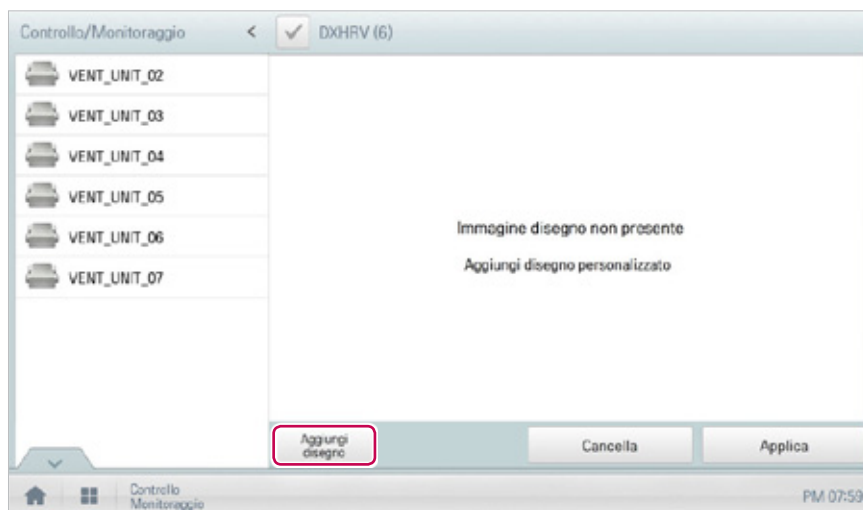 Controllo/Monitoraggio < DXHRV (6)
VENT_UNIT_02
VENT_UNIT_03
VENT_UNIT_04
VENT_UNIT_05
VENT_UNIT_06
VENT_UNIT_07
Immagine disegno non presente
Aggiungi disegno personalizzato
Aggiungi
disegno
Cancella
Applica
Controllo
Monitoraggio
PM 07:59